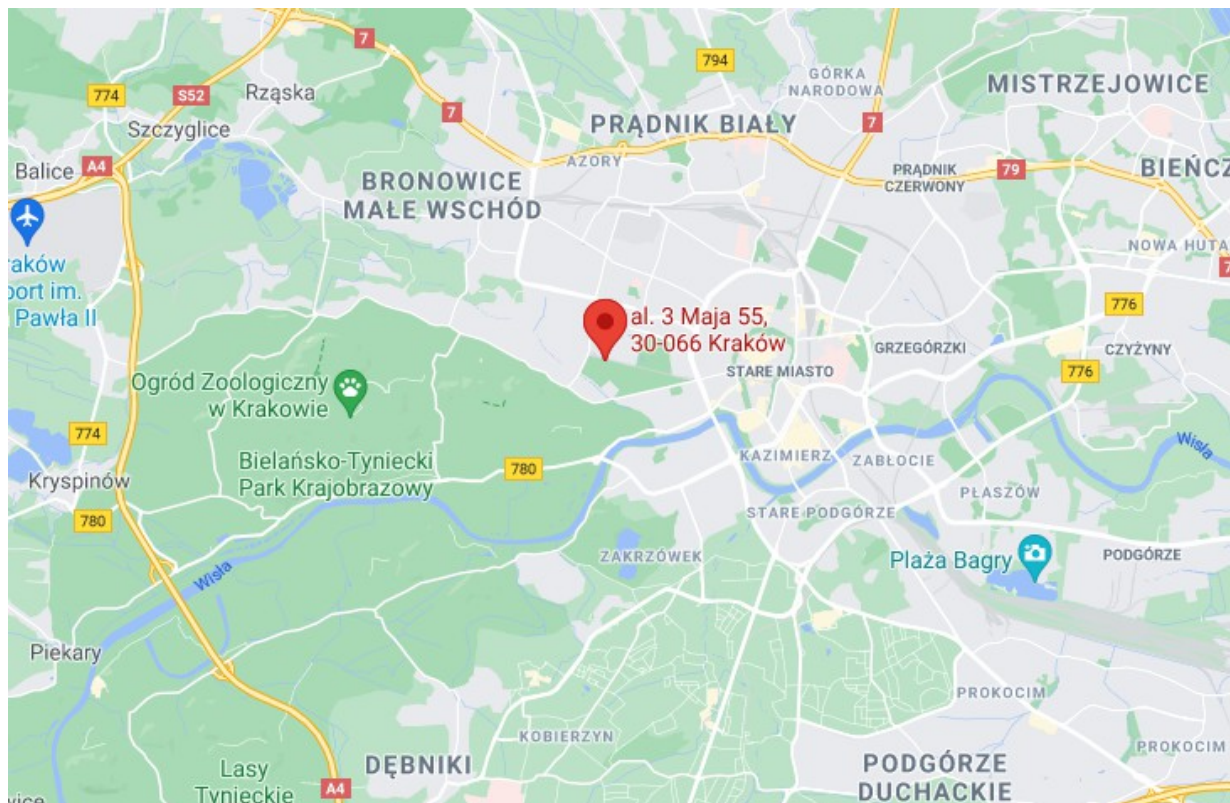 7
794
GÓRKA
NARODOWA
MISTRZEJOWICE
774
S52
Rząska
7
PRĄDNIK BIAŁY
7
Szczyglice
AZORY
Balice
A4
BRONOWICE
MAŁE WSCHÓD
PRĄDNIK
CZERWONY
79
BIEŃCZ
NOWA HUTA
raków
port im.
Pawła II
7
776
al. 3 Maja 55,
30-066 Kraków
GRZEGÓRZKI
CZYŻYNY
STARE MIASTO
776
Ogród Zoologiczny
w Krakowie
774
Wisła
KAZIMIERZ
ZABŁOCIE
Bielańsko-Tyniecki
Park Krajobrazowy
780
Kryspinów
PŁASZÓW
780
STARE PODGÓRZE
ZAKRZÓWEK
Plaża Bagry
PODGÓRZE
Wisła
Piekary
PROKOCIM
KOBIERZYN
PROKOCIM
DĘBNIKI
PODGÓRZE
DUCHACKIE
Lasy
Tynieckie
A4